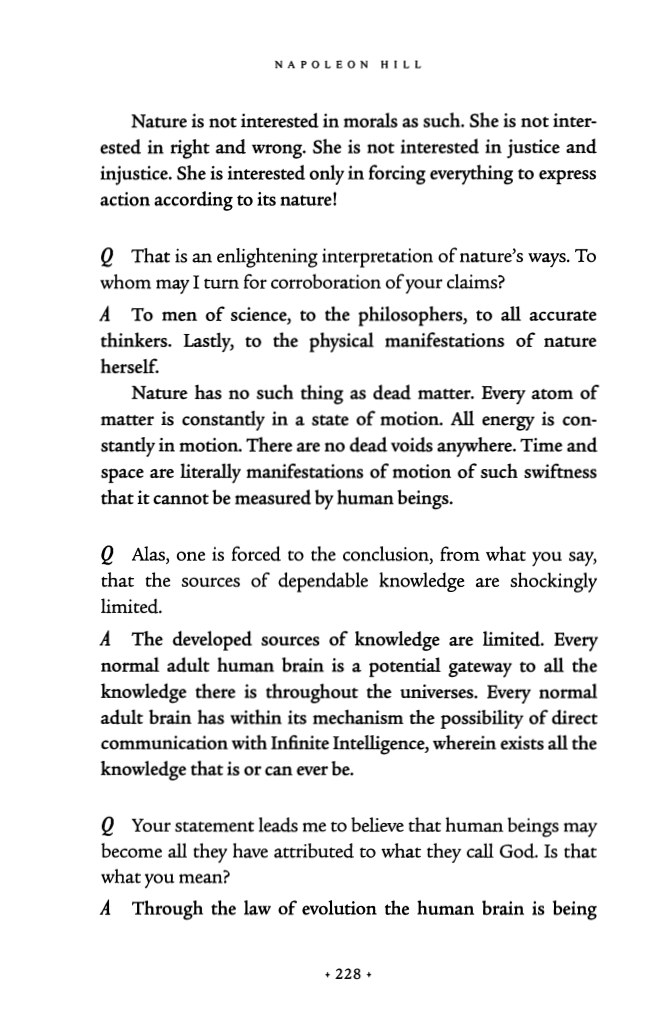 NAPOLEON HILL
Nature is not interested in morals as such. She is not inter-
ested in right and wrong. She is not interested in justice and
injustice. She is interested only in forcing everything to express
action according to its nature!
Q That is an enlightening interpretation of nature's ways. To
whom may I turn for corroboration of your claims?
A To men of science, to the philosophers, to all accurate
thinkers. Lastly, to the physical manifestations of nature
herself.
Nature has no such thing as dead matter. Every atom of
matter is constantly in a state of motion. All energy is con-
stantly in motion. There are no dead voids anywhere. Time and
space are literally manifestations of motion of such swiftness
that it cannot be measured by human beings.
Q Alas, one is forced to the conclusion, from what you say,
that the sources of dependable knowledge are shockingly
limited.
A The developed sources of knowledge are limited. Every
normal adult human brain is a potential gateway to all the
knowledge there is throughout the universes. Every normal
adult brain has within its mechanism the possibility of direct
communication with Infinite Intelligence, wherein exists all the
knowledge that is or can ever be.
Q Your statement leads me to believe that human beings may
become all they have attributed to what they call God. Is that
what you mean?
A Through the law of evolution the human brain is being
+ 228 +